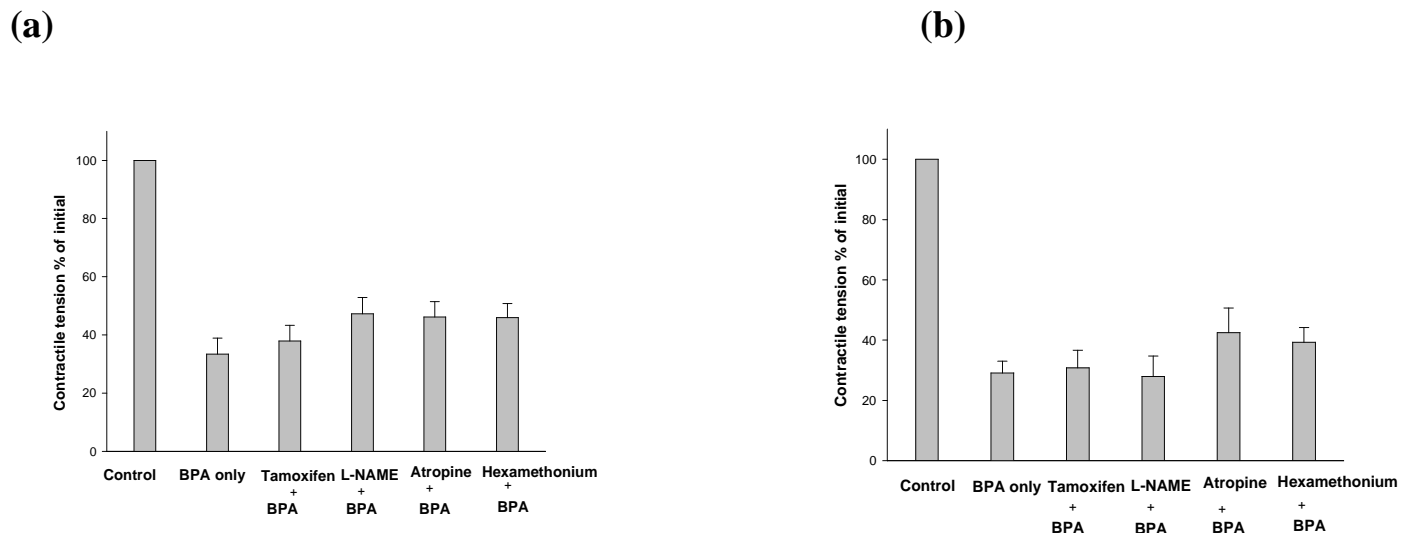 (a)
(b)
Contractile tension % of initial
100
80
60
40
20
0
Control
BPA only
Tamoxifen
+
BPA
L-NAME
+
BPA
Atropine
+
BPA
Hexamethonium
+
BPA
Contractile tension % of initial
100
80
60
40
20
0
Control
BPA only
Tamoxifen
+
BPA
L-NAME
+
BPA
Atropine
+
BPA
Hexamethonium
+
BPA